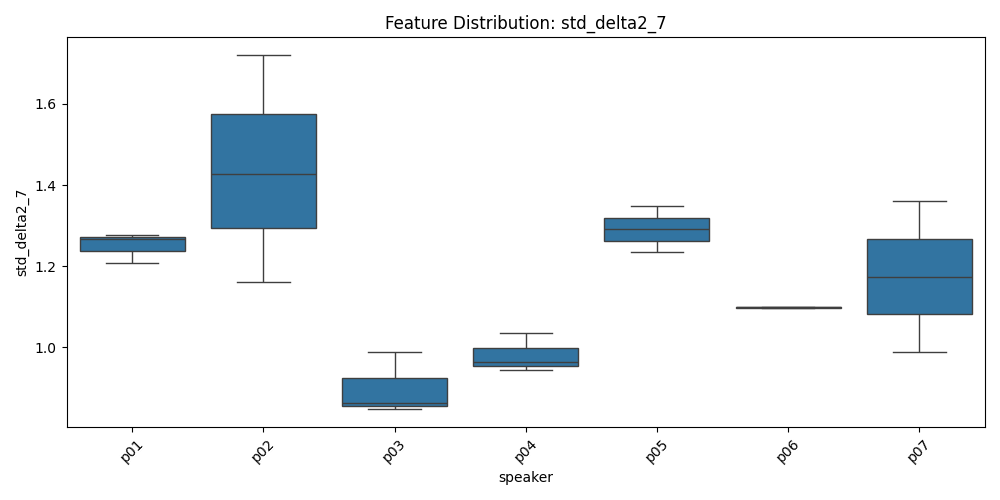 Feature Distribution: std_delta2_7
std_delta2_7
1.6
1.4
1.2
1.0
p01
p02
p03
p04
p05
p06
p07
speaker